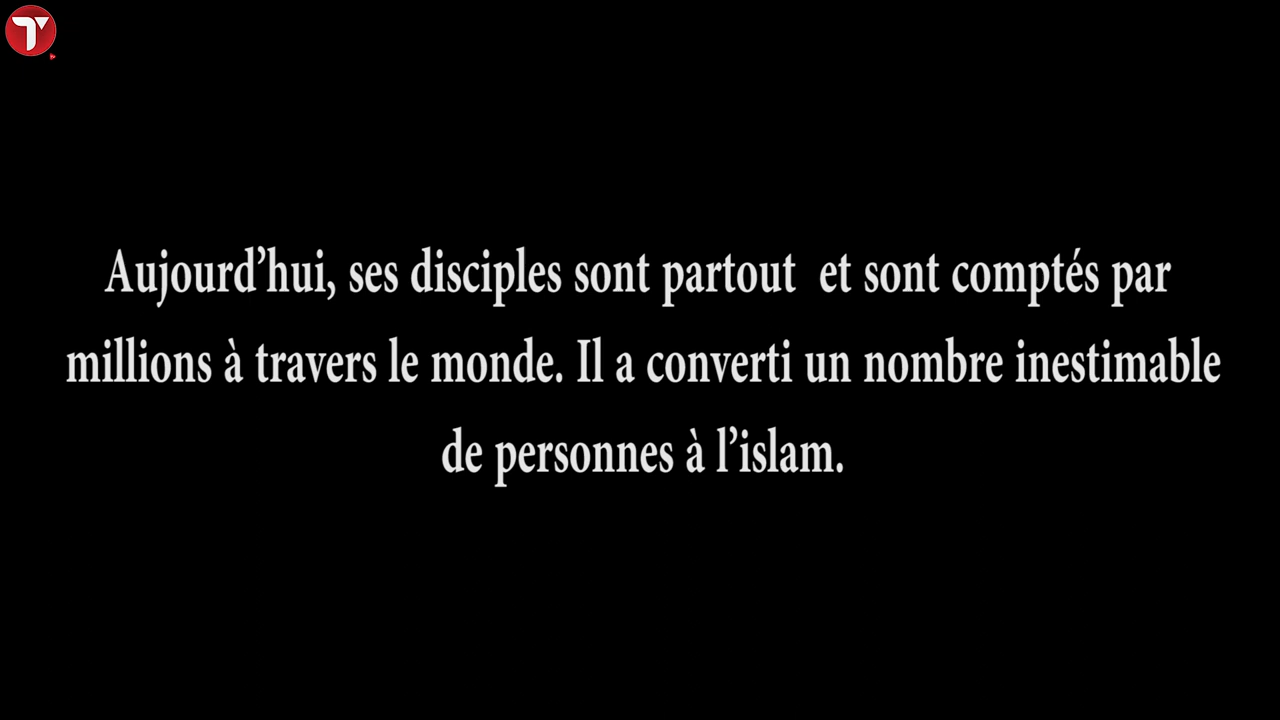 Aujourd’hui, ses disciples sont partout  et sont comptés par
millions à travers le monde. Il a converti un nombre inestimable
de personnes à l’islam.